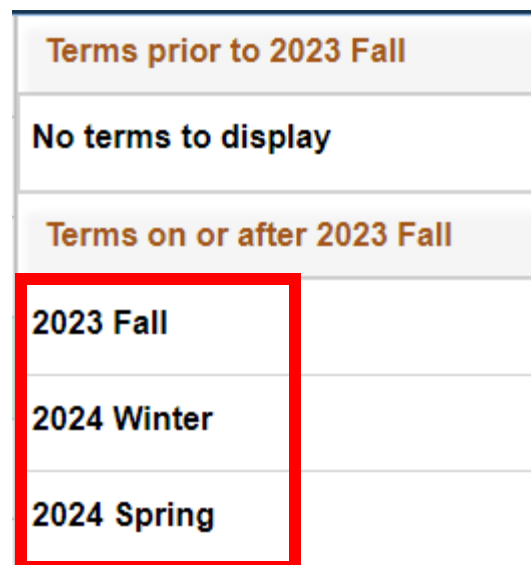 Terms prior to 2023 Fall
No terms to display
Terms on or after 2023 Fall
2023 Fall
2024 Winter
2024 Spring